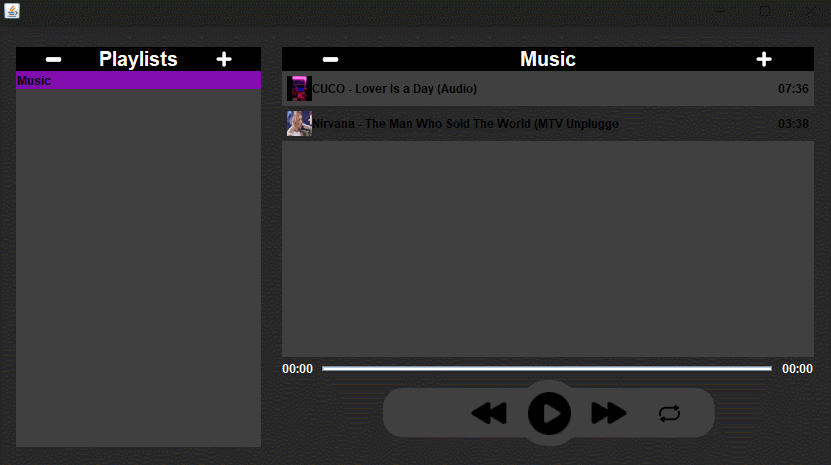 Playlists
Music
Music
CUCO - Lover Is a Day (Audio) 07:36
Nirvana - The Man Who Sold The World (MTV Unplugge 03:38
00:00 00:00